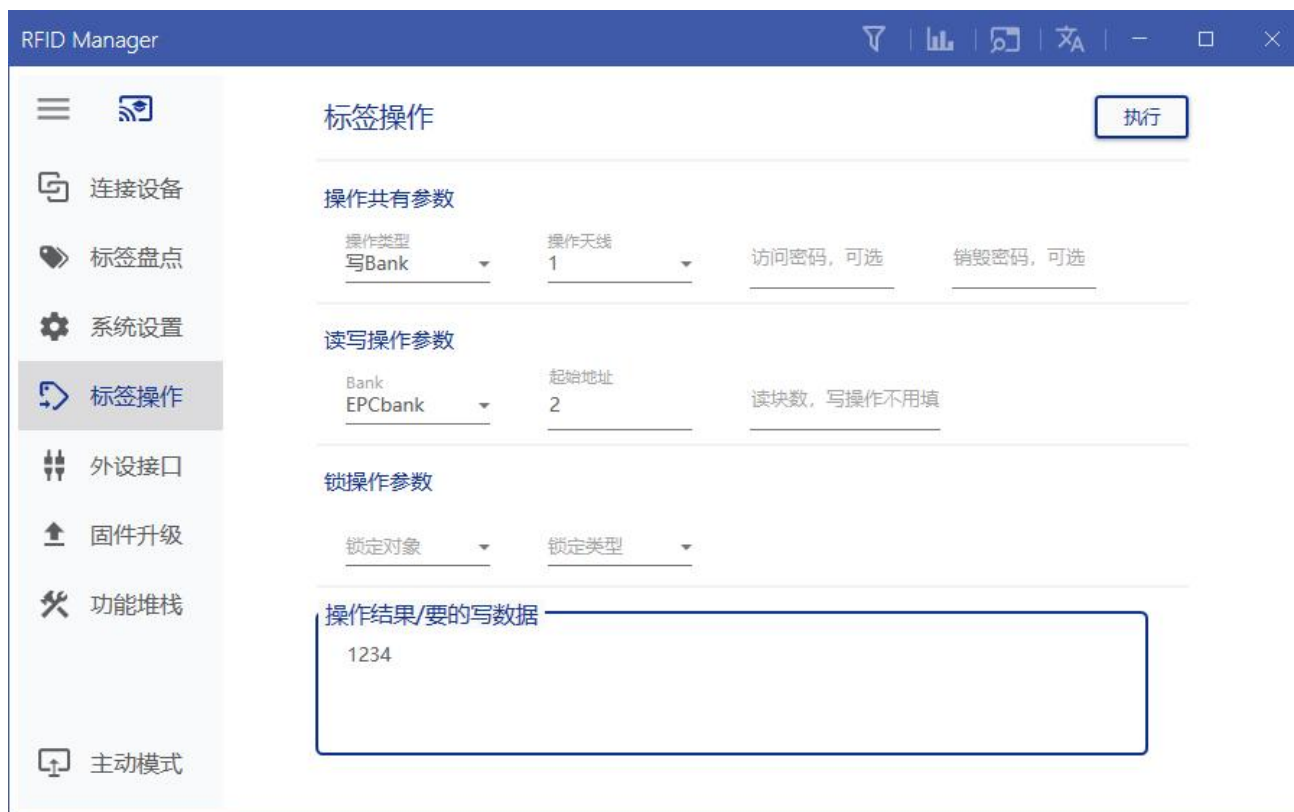 RFID Manager
标签操作
执行
连接设备
标签盘点
系统设置
标签操作
外设接口
固件升级
功能堆栈
主动模式
操作共有参数
操作类型
写Bank
操作天线
1
访问密码，可选
销毁密码，可选
读写操作参数
Bank
EPCbank
起始地址
2
读块数，写操作不用填
锁操作参数
锁定对象
锁定类型
操作结果/要的写数据
1234